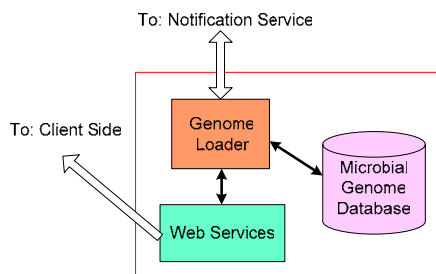 To: Notification Service
To: Client Side
Genome
Loader
Microbial
Genome
Database
Web Services